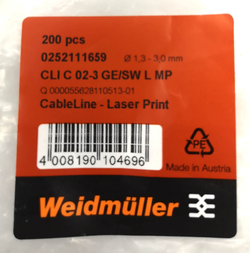 200 pcs
0252111659 Ø 1,3 - 3,0 mm
CLI C 02-3 GE/SW L MP
Q 000055628110513-01
CableLine - Laser Print
4 008190 104696
PE
Made in Austria
Weidmüller